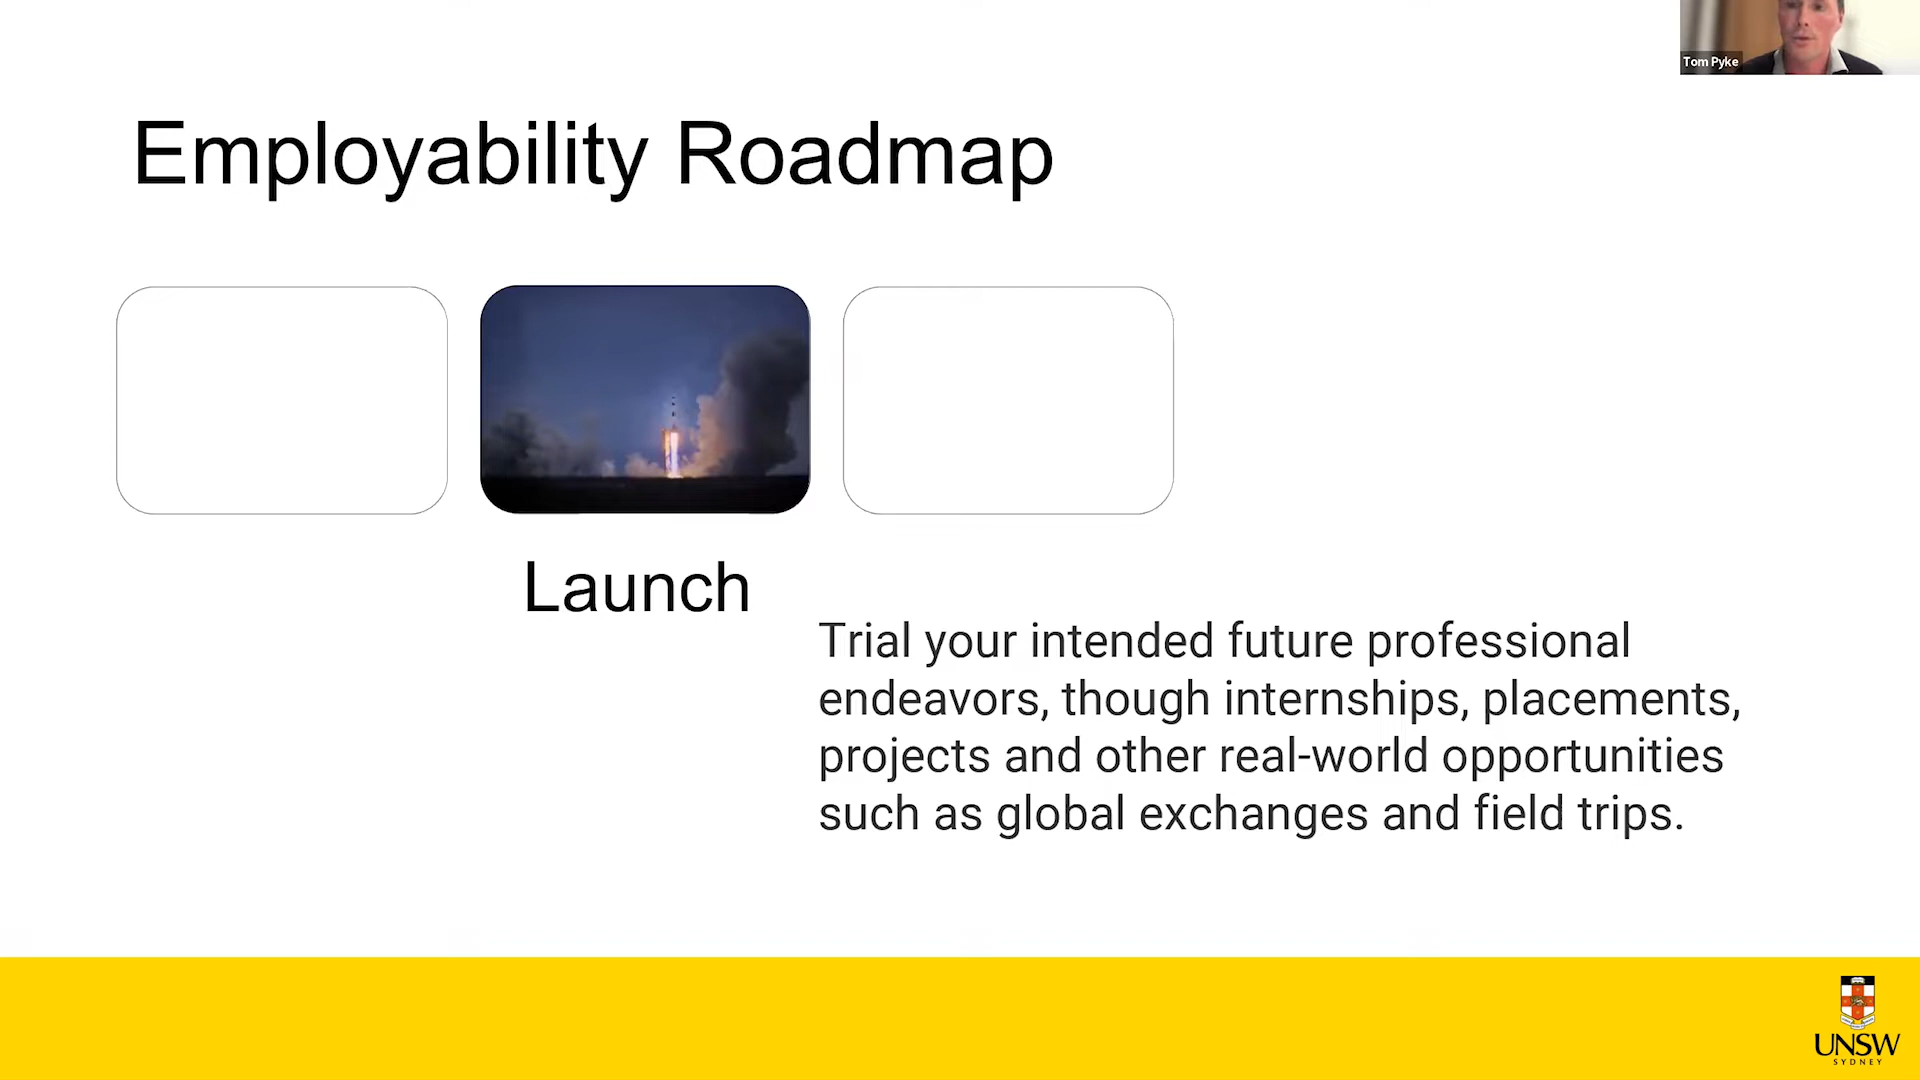 Tom Pyke
Employability Roadmap
Launch
Trial your intended future professional
endeavors, though internships, placements,
projects and other real-world opportunities
such as global exchanges and field trips.
UNSW
SYDNEY